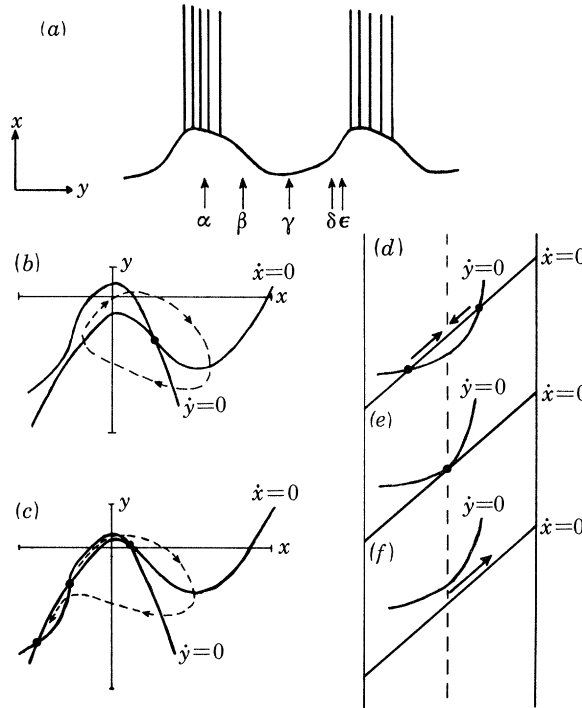 (a)
x
y
α β γ δ ϵ
(b)
y
ẋ=0
x
ẏ=0
(c)
y
ẋ=0
x
ẏ=0
(d)
ẏ=0
ẋ=0
(e)
ẏ=0
ẋ=0
(f)
ẏ=0
ẋ=0